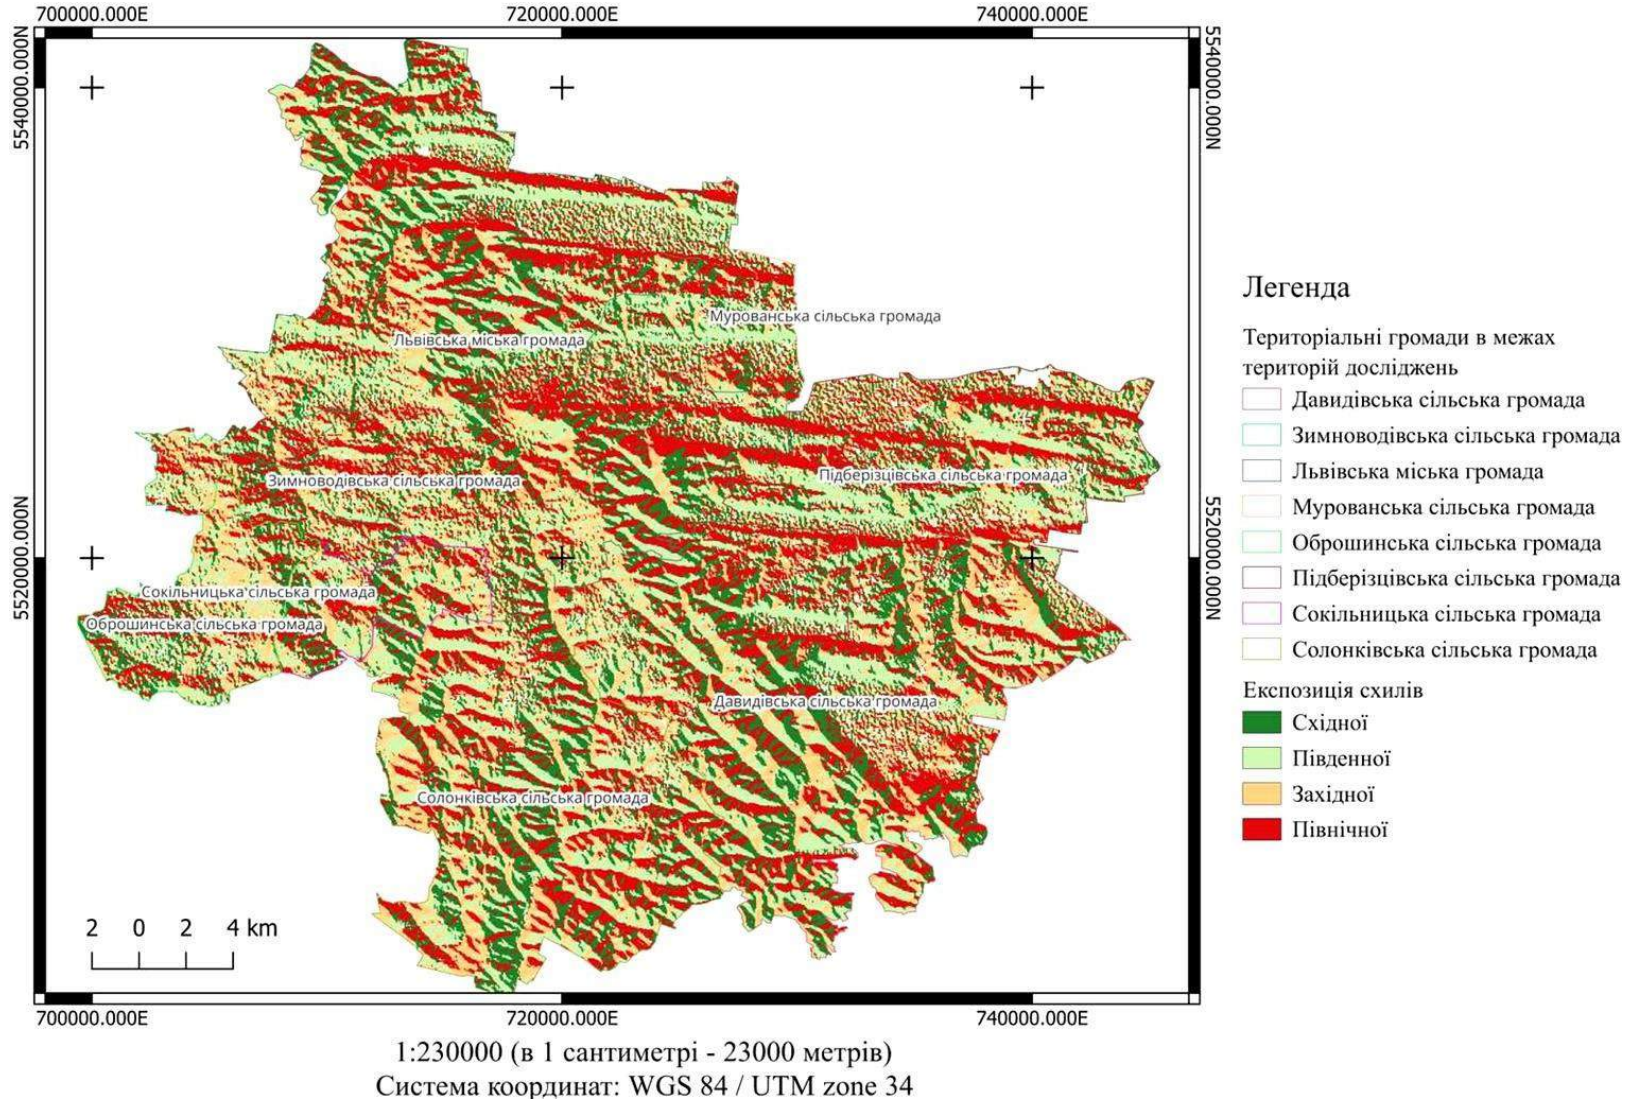 700000.000E 720000.000E 740000.000E
5540000.000N
5540000.000N
Мурованська сільська громада
Львівська міська громада
Підберізцівська сільська громада
Зимноводівська сільська громада
5520000.000N
5520000.000N
Сокільницька сільська громада
Оброшинська сільська громада
Давидівська сільська громада
Солонківська сільська громада
2 0 2 4 km
700000.000E 720000.000E 740000.000E
1:230000 (в 1 сантиметрі - 23000 метрів)
Система координат: WGS 84 / UTM zone 34
Легенда
Територіальні громади в межах
територій досліджень
Давидівська сільська громада
Зимноводівська сільська громада
Львівська міська громада
Мурованська сільська громада
Оброшинська сільська громада
Підберізцівська сільська громада
Сокільницька сільська громада
Солонківська сільська громада
Експозиція схилів
Східної
Південної
Західної
Північної